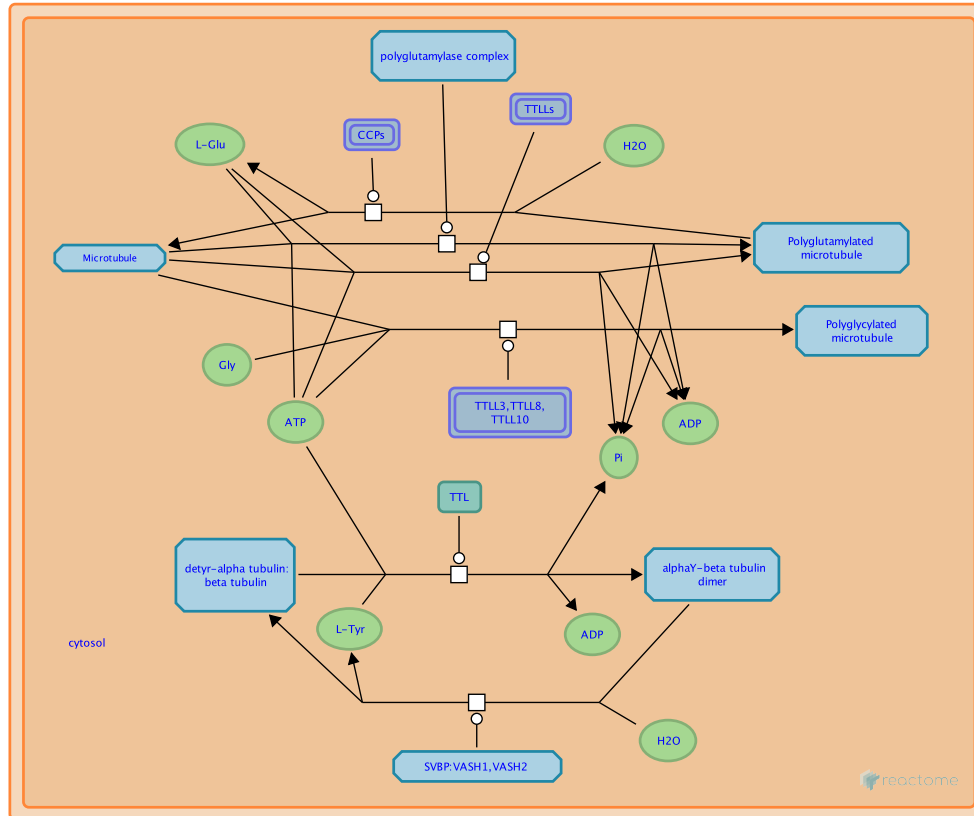 polyglutamylase complex
TTLLs
CCPs
L-Glu
H2O
Microtubule
Polyglutamylated
microtubule
Polyglycylated
microtubule
Gly
ATP
TTLL3,TTLL8,
TTLL10
ADP
Pi
TTL
detyr-alpha tubulin:
beta tubulin
alphaY-beta tubulin
dimer
L-Tyr
ADP
cytosol
H2O
SVBP:VASH1,VASH2
reactome